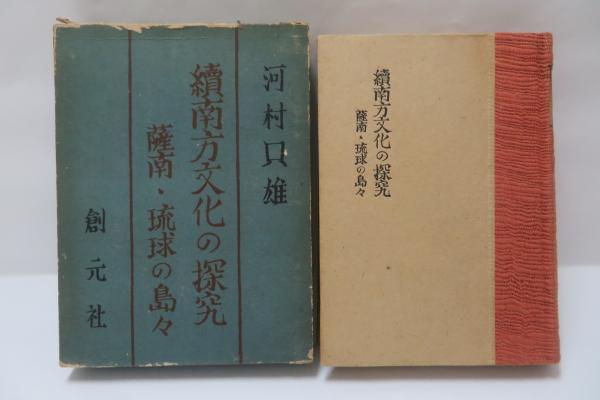 河村只雄
續南方文化の探究
薩南・琉球の島々
創元社
續南方文化の探究
薩南・琉球の島々